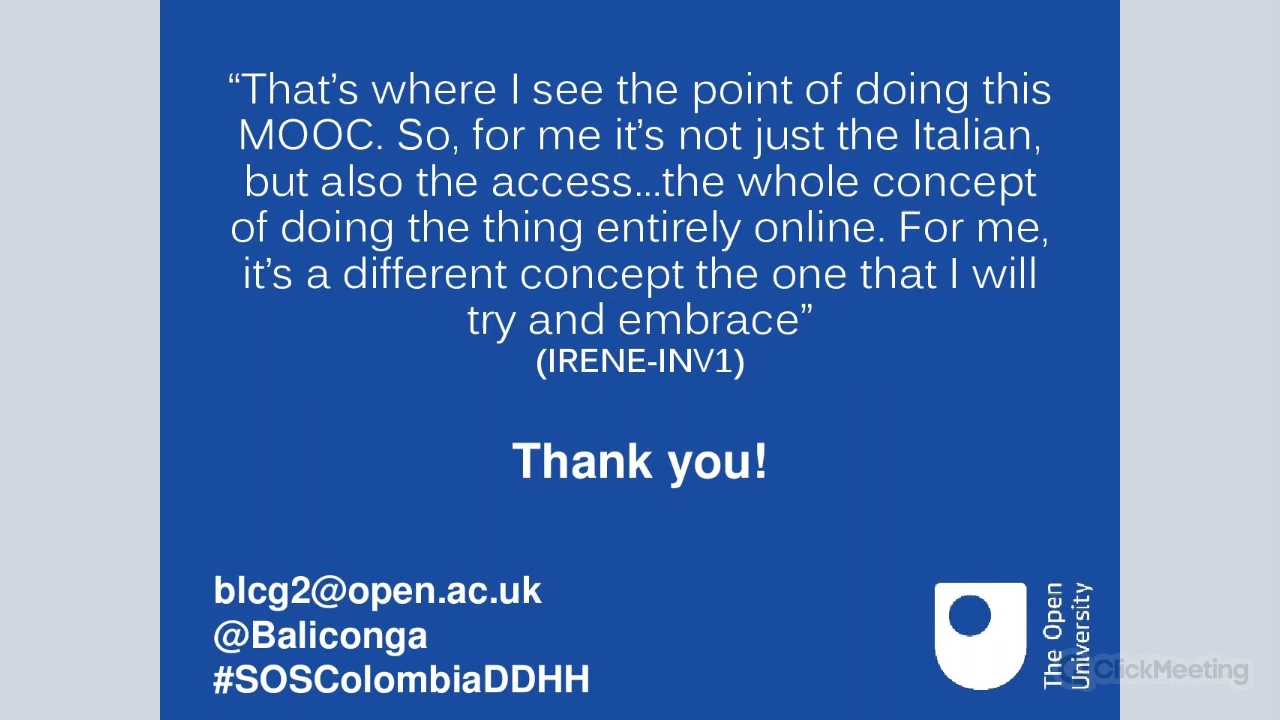 “That’s where I see the point of doing this
MOOC. So, for me it’s not just the Italian,
but also the access...the whole concept
of doing the thing entirely online. For me,
it’s a different concept the one that I will
try and embrace”
(IRENE-INV1)
Thank you!
blcg2@open.ac.uk
@Baliconga
#SOSColombiaDDHH
The Open
University
ClickMeeting